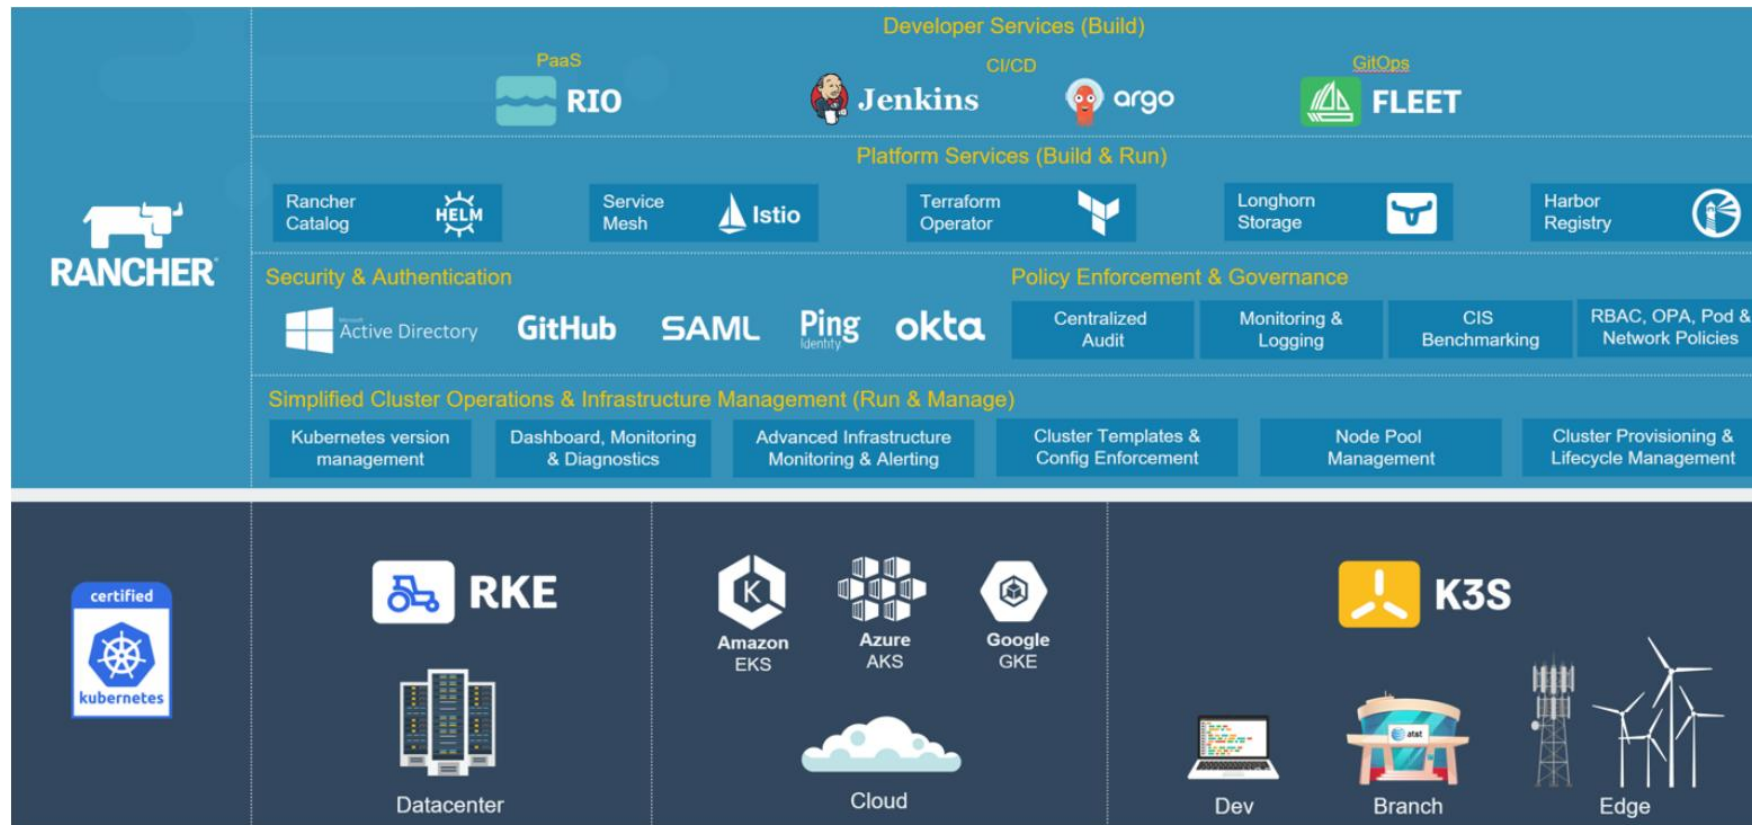 Developer Services (Build)
PaaS
CI/CD
GitOps
RIO
Jenkins
argo
FLEET
Platform Services (Build & Run)
Rancher
Catalog
HELM
Service
Mesh
Istio
Terraform
Operator
Longhorn
Storage
Harbor
Registry
RANCHER
Security & Authentication
Policy Enforcement & Governance
Microsoft
Active Directory
GitHub
SAML
Ping
Identity
okta
Centralized
Audit
Monitoring &
Logging
CIS
Benchmarking
RBAC, OPA, Pod &
Network Policies
Simplified Cluster Operations & Infrastructure Management (Run & Manage)
Kubernetes version
management
Dashboard, Monitoring
& Diagnostics
Advanced Infrastructure
Monitoring & Alerting
Cluster Templates &
Config Enforcement
Node Pool
Management
Cluster Provisioning &
Lifecycle Management
certified
kubernetes
RKE
Datacenter
K
Amazon
EKS
Azure
AKS
Google
GKE
Cloud
K3S
at&t
Dev
Branch
Edge